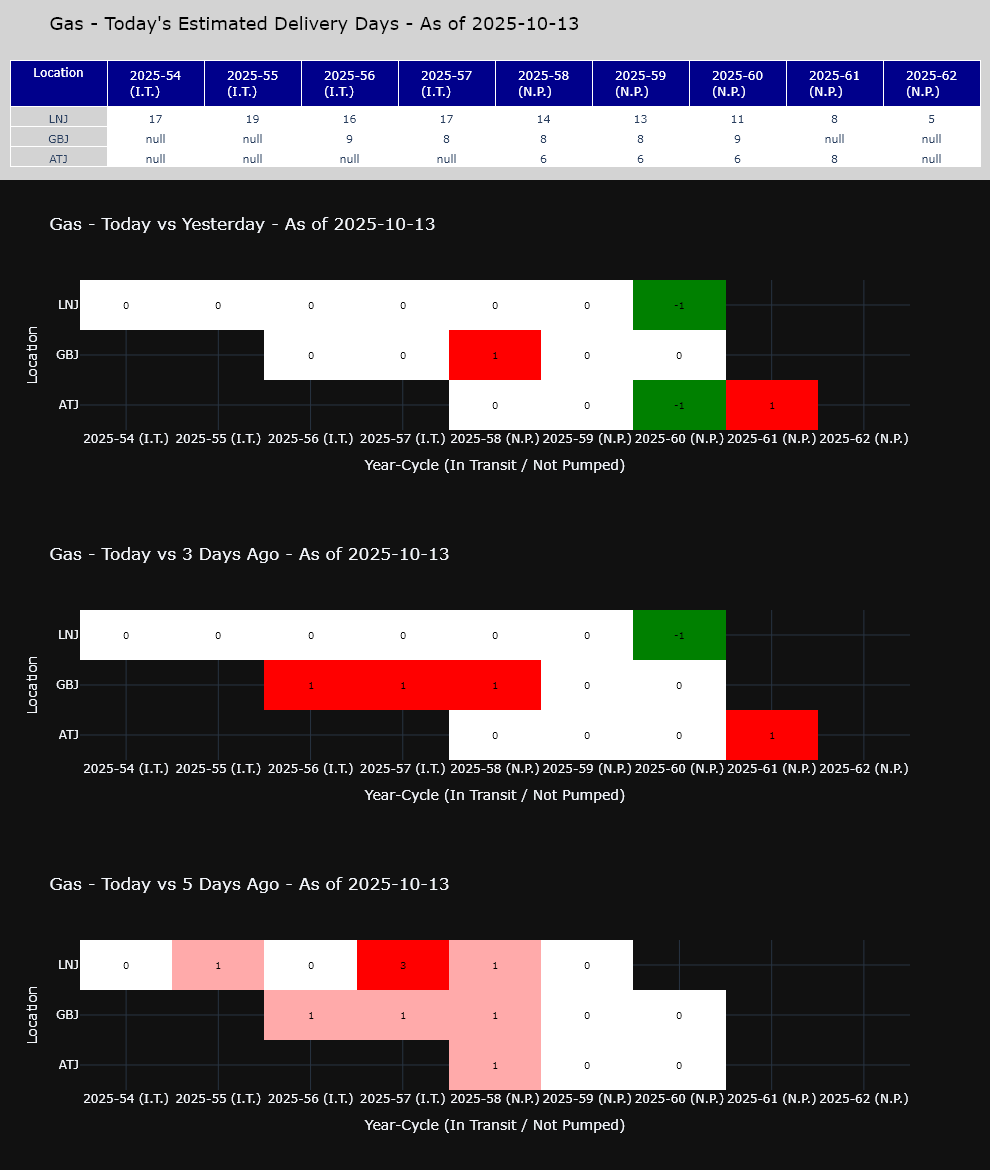 Gas - Today's Estimated Delivery Days - As of 2025-10-13
Location 2025-54 (I.T.) 2025-55 (I.T.) 2025-56 (I.T.) 2025-57 (I.T.) 2025-58 (N.P.) 2025-59 (N.P.) 2025-60 (N.P.) 2025-61 (N.P.) 2025-62 (N.P.)
LNJ 17 19 16 17 14 13 11 8 5
GBJ null null 9 8 8 8 9 null null
ATJ null null null null 6 6 6 8 null
Gas - Today vs Yesterday - As of 2025-10-13
LNJ 0 0 0 0 0 0 -1
GBJ 0 0 1 0 0
ATJ 0 0 -1 1
Location
2025-54 (I.T.) 2025-55 (I.T.) 2025-56 (I.T.) 2025-57 (I.T.) 2025-58 (N.P.) 2025-59 (N.P.) 2025-60 (N.P.) 2025-61 (N.P.) 2025-62 (N.P.)
Year-Cycle (In Transit / Not Pumped)
Gas - Today vs 3 Days Ago - As of 2025-10-13
LNJ 0 0 0 0 0 0 -1
GBJ 1 1 1 0 0
ATJ 0 0 0 1
Location
2025-54 (I.T.) 2025-55 (I.T.) 2025-56 (I.T.) 2025-57 (I.T.) 2025-58 (N.P.) 2025-59 (N.P.) 2025-60 (N.P.) 2025-61 (N.P.) 2025-62 (N.P.)
Year-Cycle (In Transit / Not Pumped)
Gas - Today vs 5 Days Ago - As of 2025-10-13
LNJ 0 1 0 3 1 0
GBJ 1 1 1 0 0
ATJ 1 0 0
Location
2025-54 (I.T.) 2025-55 (I.T.) 2025-56 (I.T.) 2025-57 (I.T.) 2025-58 (N.P.) 2025-59 (N.P.) 2025-60 (N.P.) 2025-61 (N.P.) 2025-62 (N.P.)
Year-Cycle (In Transit / Not Pumped)